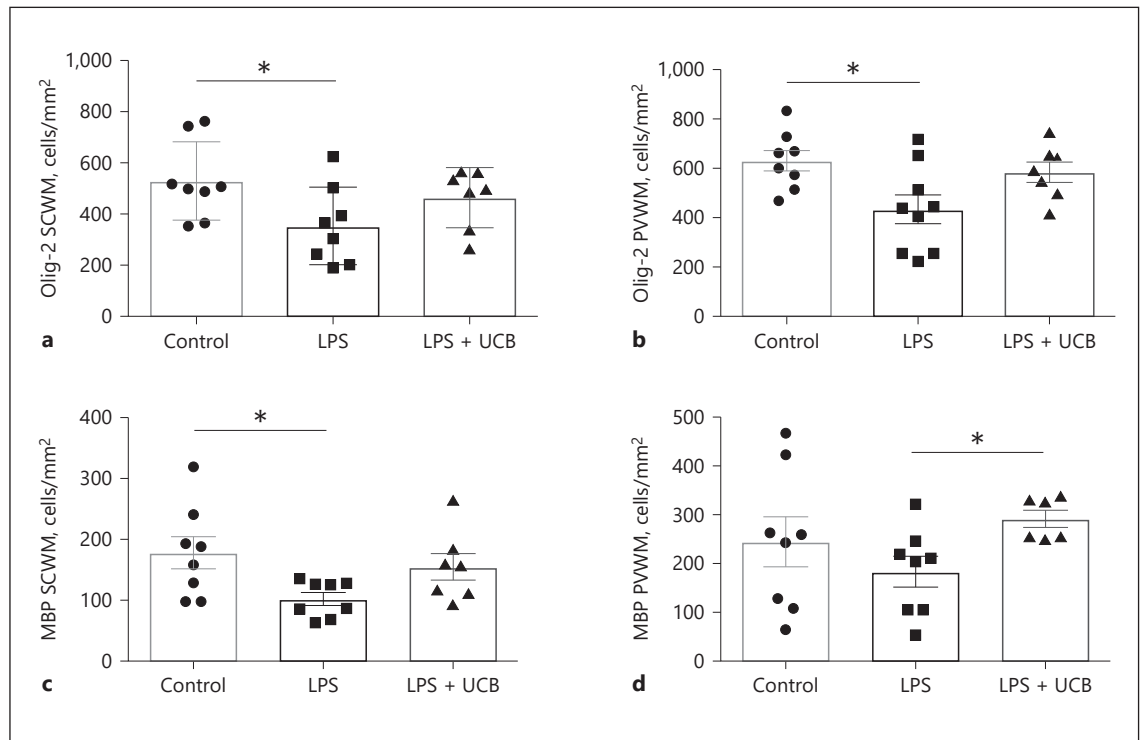 Olig-2 SCWM, cells/mm²
1,000
800
600
400
200
0
*
Control
LPS
LPS + UCB
a
Olig-2 PVWM, cells/mm²
1,000
800
600
400
200
0
*
Control
LPS
LPS + UCB
b
MBP SCWM, cells/mm²
400
300
200
100
0
*
Control
LPS
LPS + UCB
c
MBP PVWM, cells/mm²
500
400
300
200
100
0
*
Control
LPS
LPS + UCB
d